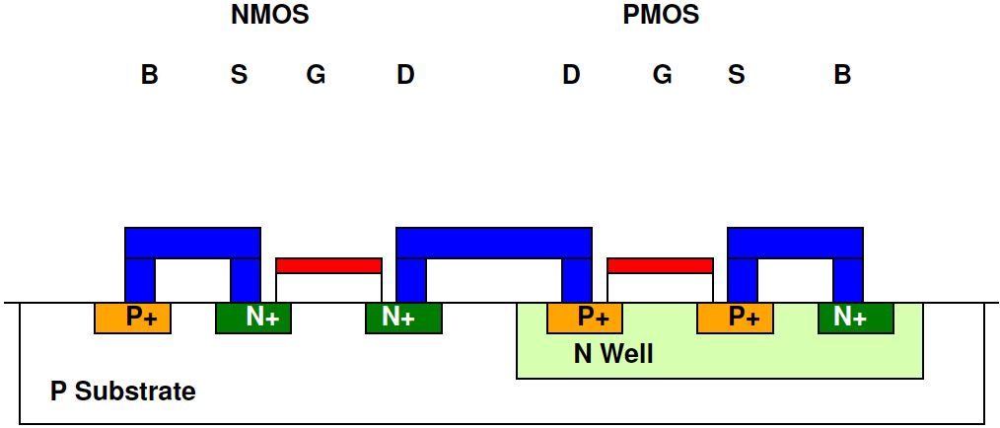 NMOS PMOS
B S G D D G S B
P+ N+ N+ P+ P+ N+
N Well
P Substrate